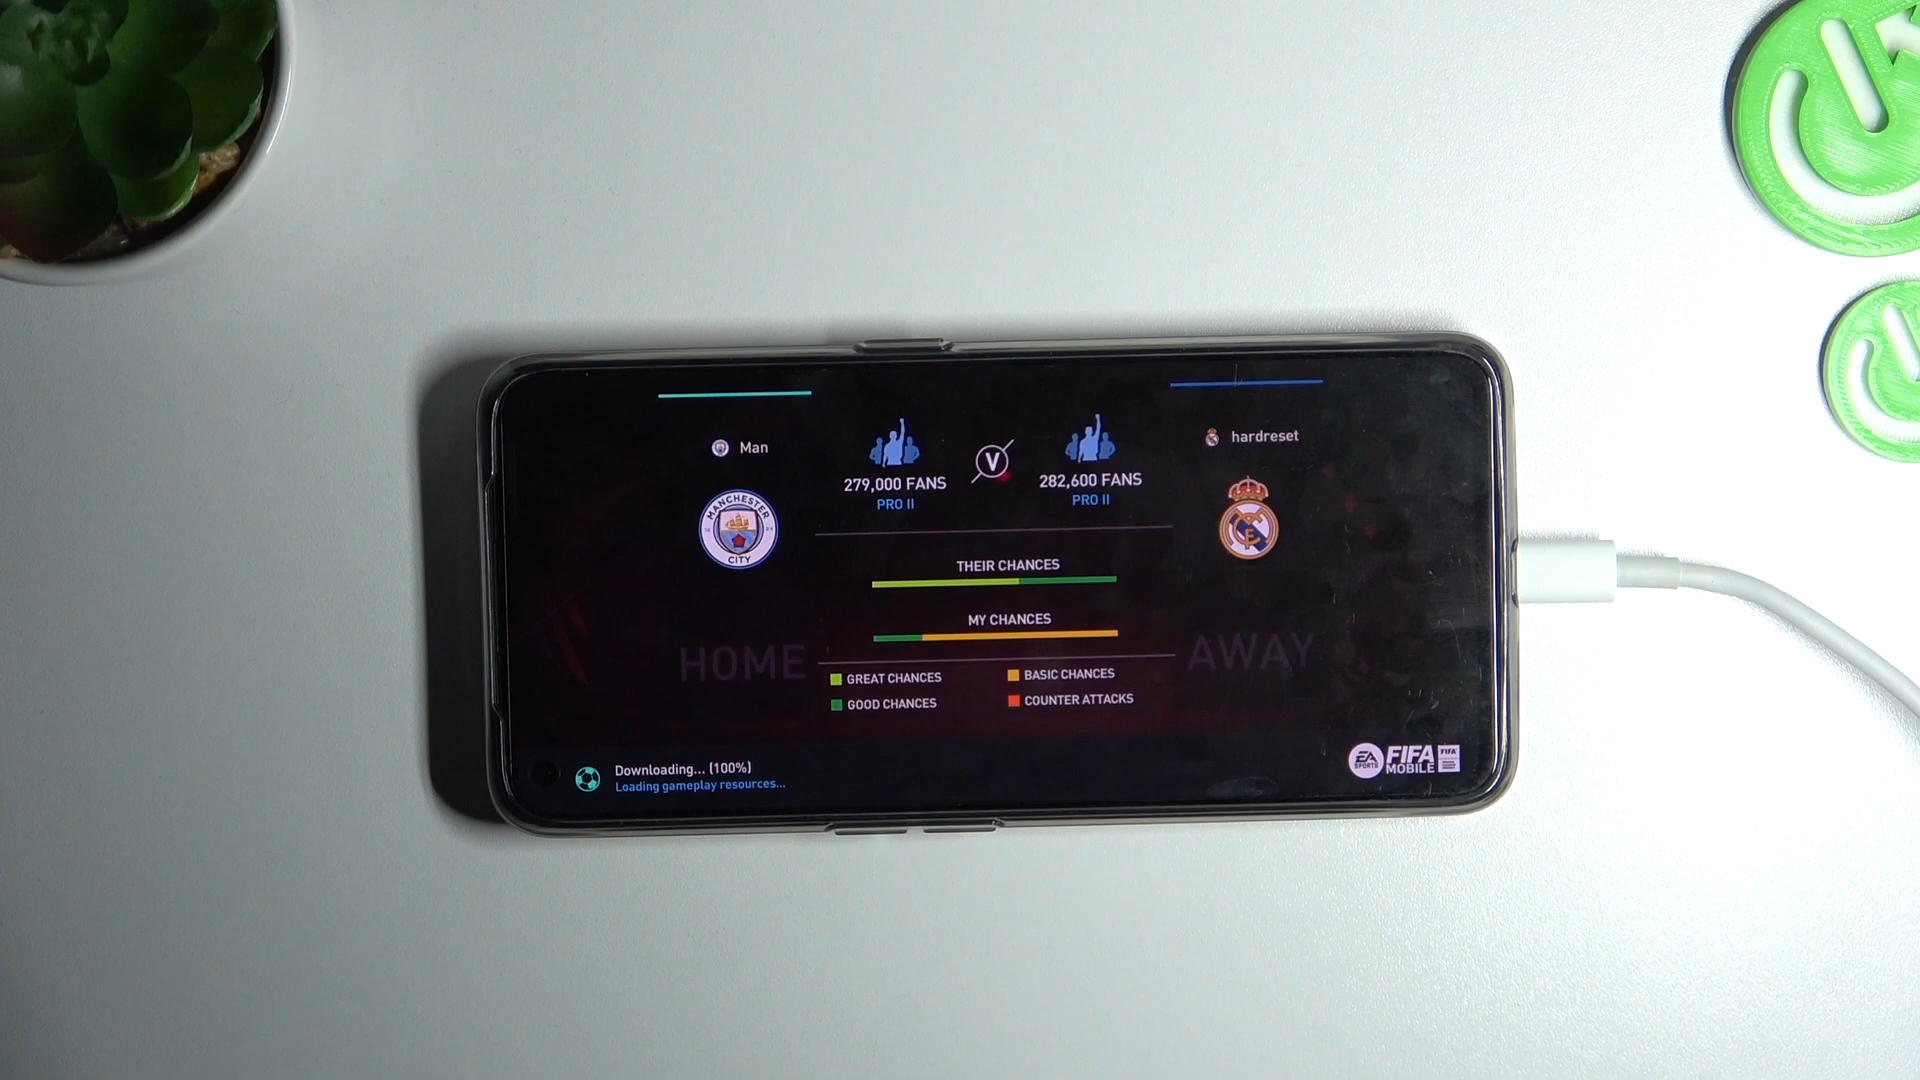 Man
279,000 FANS
PRO II
V
282,600 FANS
PRO II
hardreset
MANCHESTER
CITY
THEIR CHANCES
MY CHANCES
HOME
AWAY
GREAT CHANCES
BASIC CHANCES
GOOD CHANCES
COUNTER ATTACKS
Downloading... (100%)
Loading gameplay resources...
EA
SPORTS
FIFA
MOBILE
FIFA